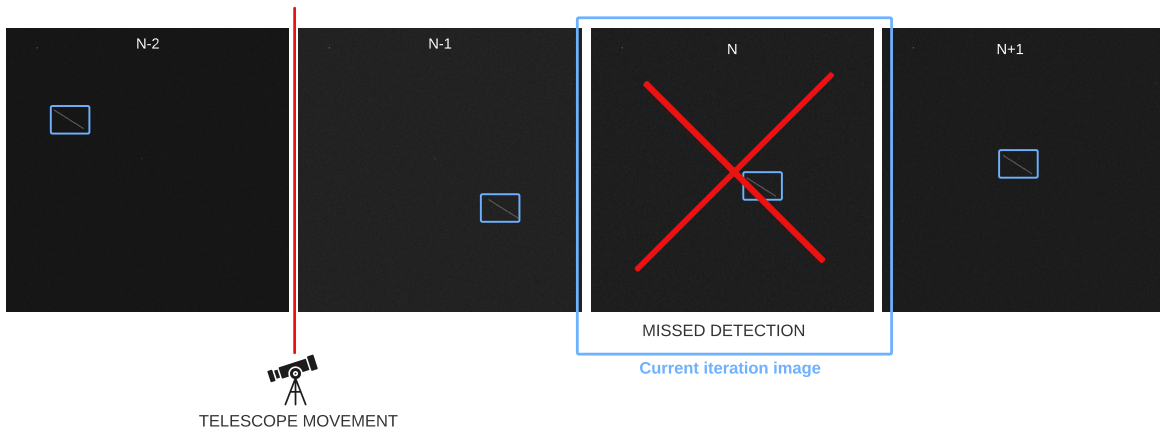 N-2
N-1
N
N+1
MISSED DETECTION
Current iteration image
TELESCOPE MOVEMENT